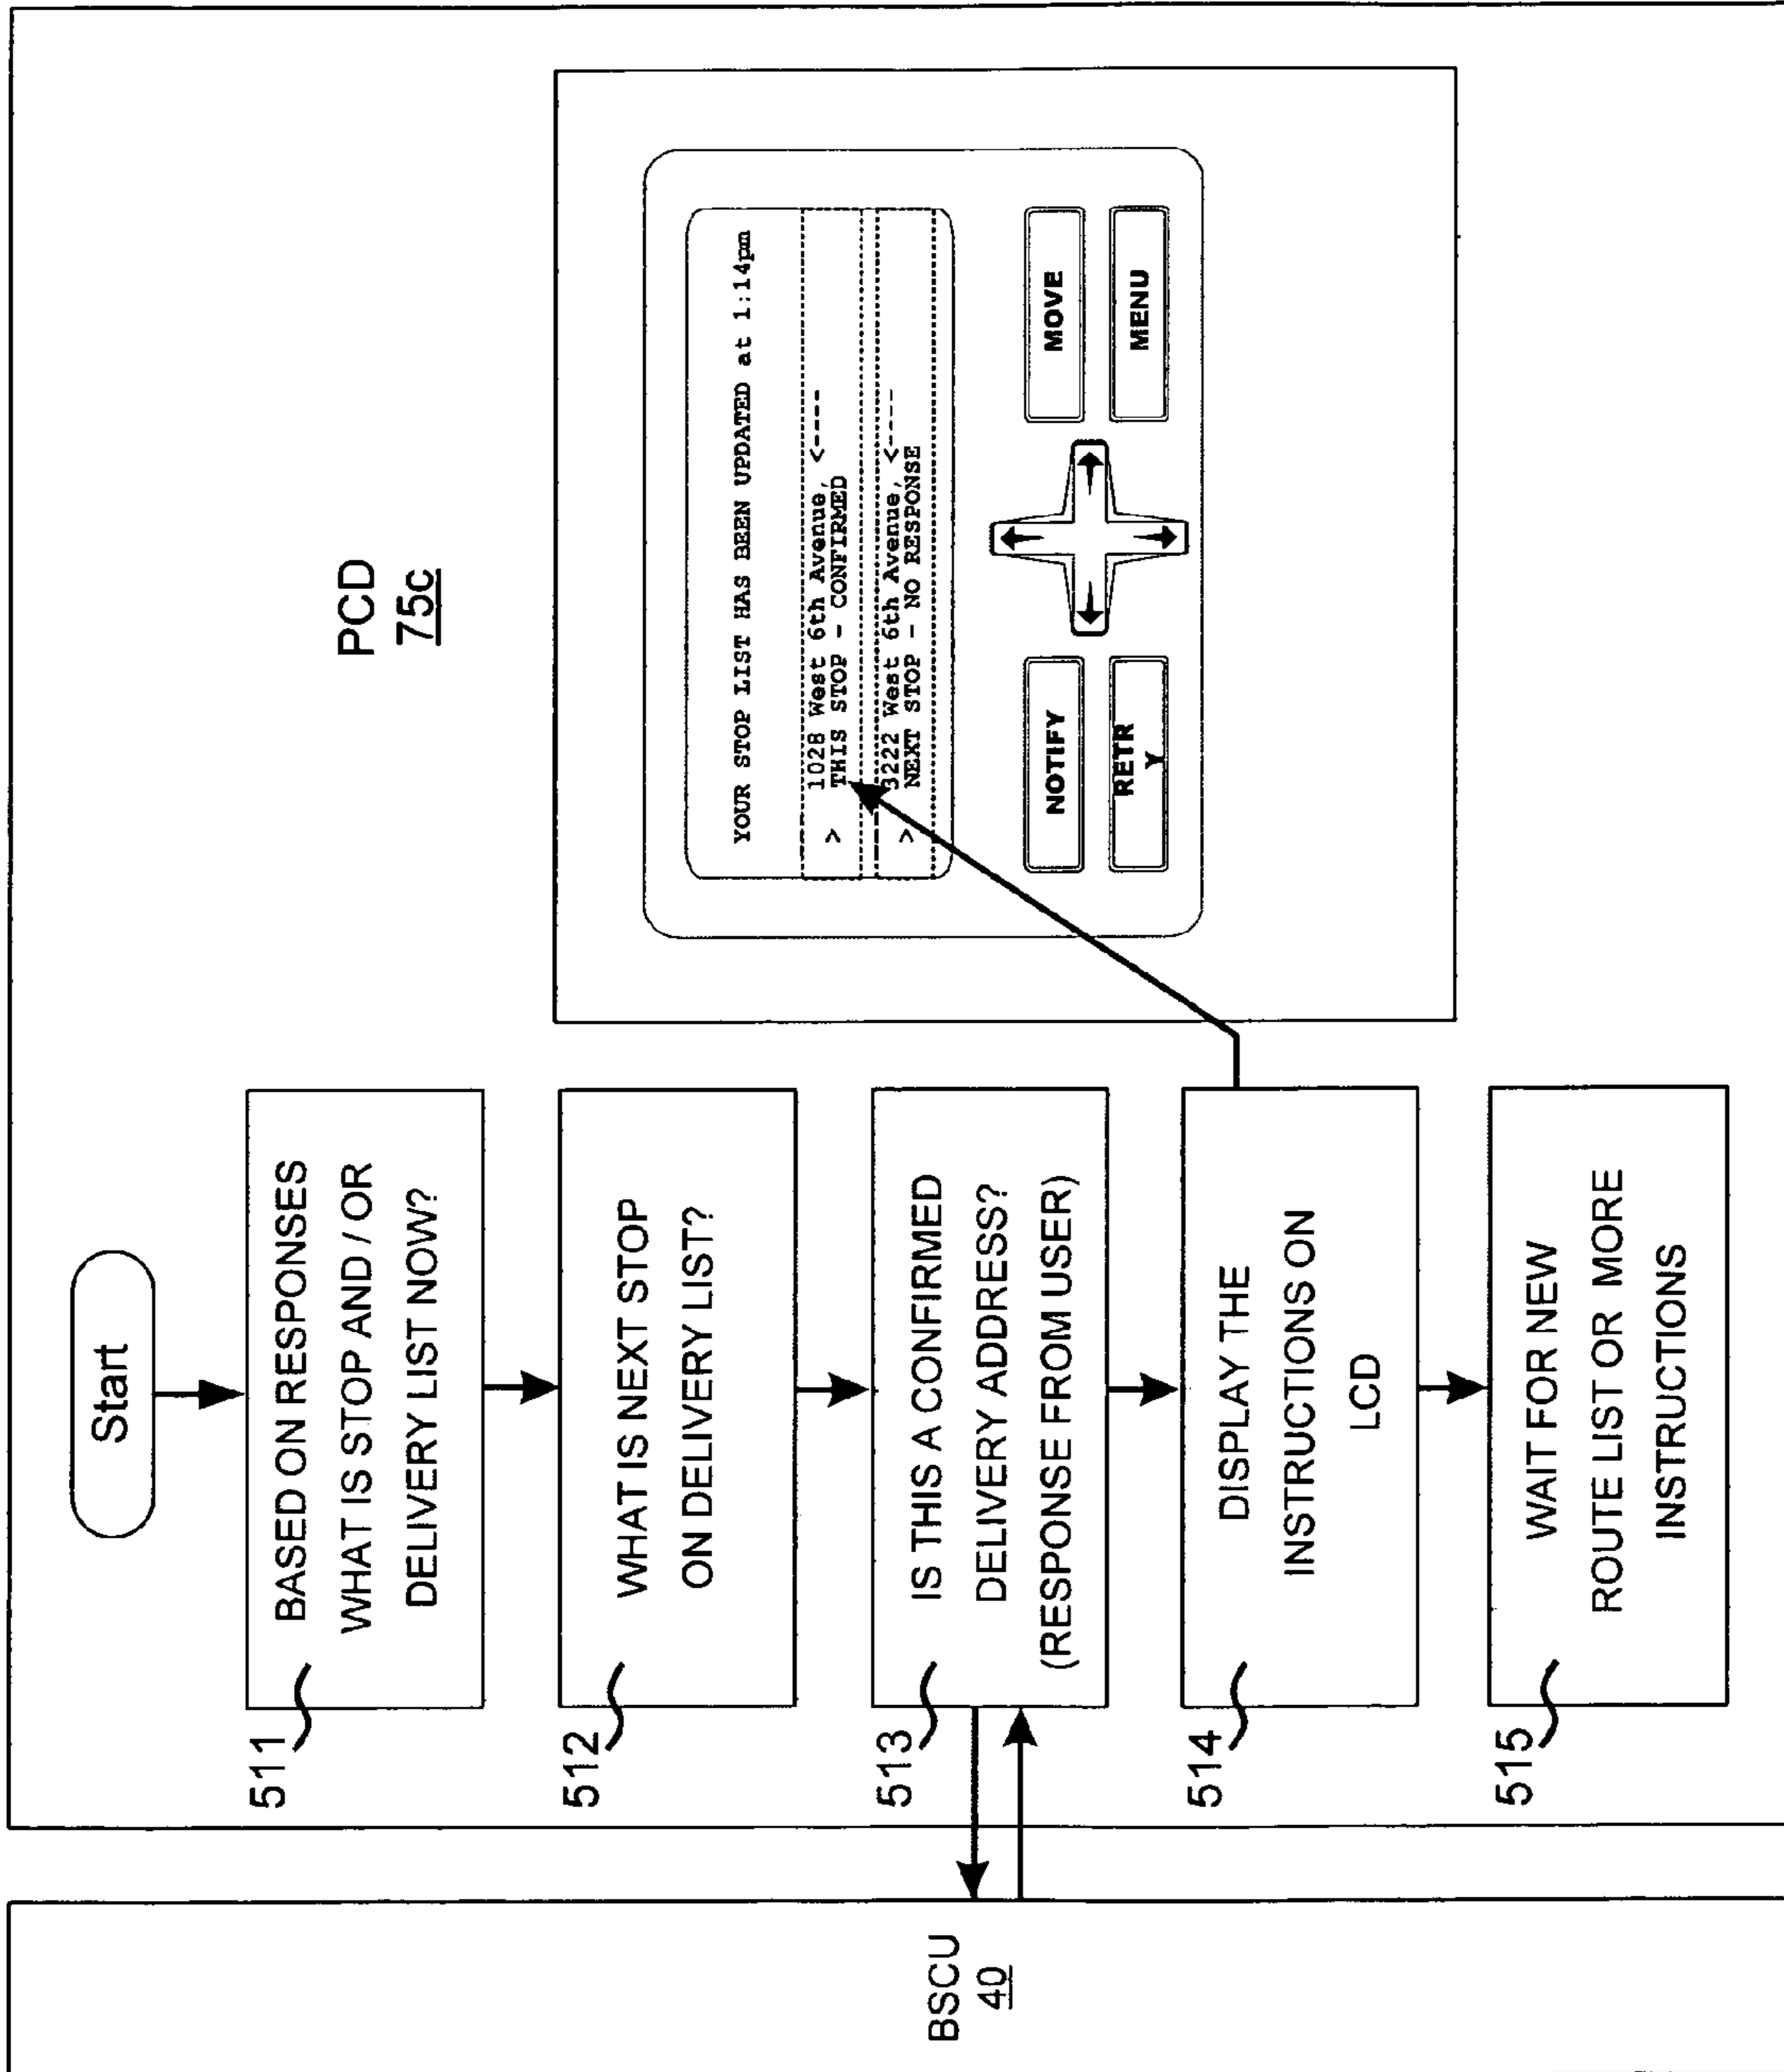 BSCU
40
PCD
75c
Start
511
BASED ON RESPONSES
WHAT IS STOP AND / OR
DELIVERY LIST NOW?
512
WHAT IS NEXT STOP
ON DELIVERY LIST?
513
IS THIS A CONFIRMED
DELIVERY ADDRESS?
(RESPONSE FROM USER)
514
DISPLAY THE
INSTRUCTIONS ON
LCD
515
WAIT FOR NEW
ROUTE LIST OR MORE
INSTRUCTIONS
YOUR STOP LIST HAS BEEN UPDATED at 1:14pm
> 1028 West 6th Avenue, <----
THIS STOP - CONFIRMED
> 3222 West 6th Avenue, <----
NEXT STOP - NO RESPONSE
NOTIFY
MOVE
RETR
Y
MENU